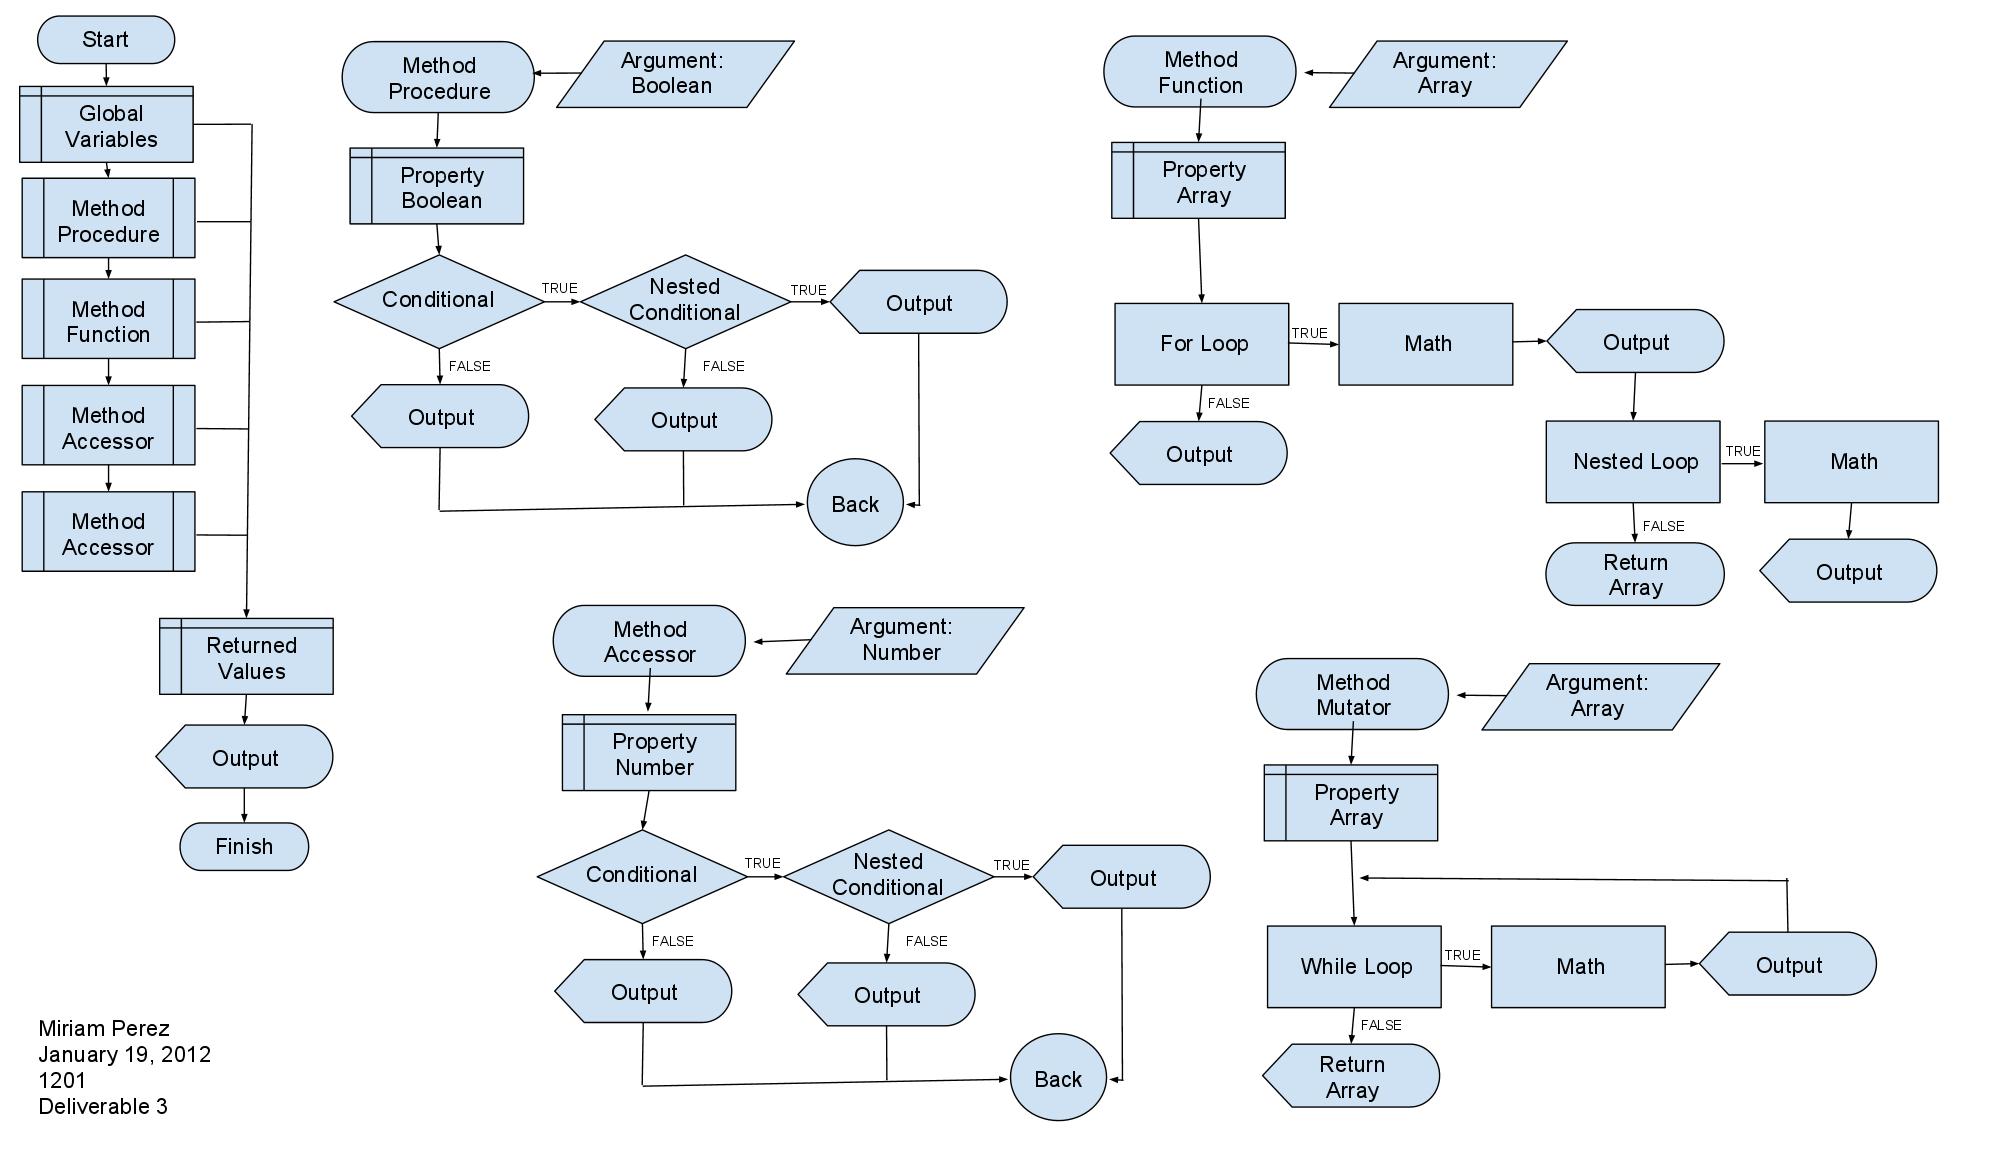 Start
Global
Variables
Method
Procedure
Method
Function
Method
Accessor
Method
Accessor
Returned
Values
Output
Finish
Method
Procedure
Argument:
Boolean
Property
Boolean
Conditional
TRUE
Nested
Conditional
TRUE
Output
FALSE
FALSE
Output
Output
Back
Method
Function
Argument:
Array
Property
Array
For Loop
TRUE
Math
Output
FALSE
Output
Nested Loop
TRUE
Math
FALSE
Return
Array
Output
Method
Accessor
Argument:
Number
Property
Number
Conditional
TRUE
Nested
Conditional
TRUE
Output
FALSE
FALSE
Output
Output
Back
Method
Mutator
Argument:
Array
Property
Array
While Loop
TRUE
Math
Output
FALSE
Return
Array
Miriam Perez
January 19, 2012
1201
Deliverable 3